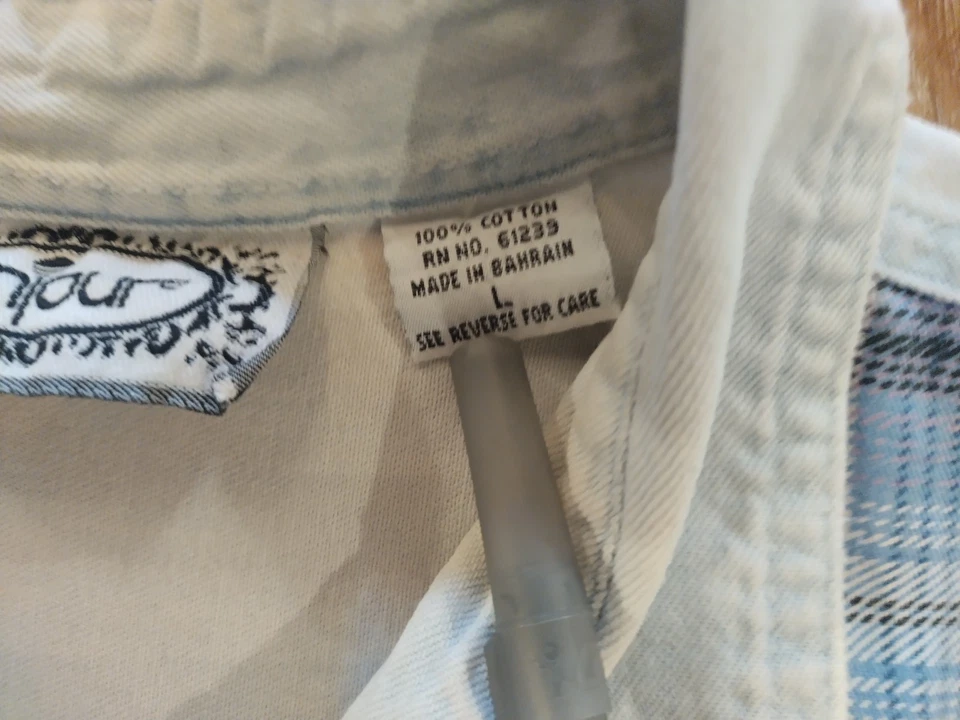 100% COTTON
RN NO. 61239
MADE IN BAHRAIN
L
SEE REVERSE FOR CARE